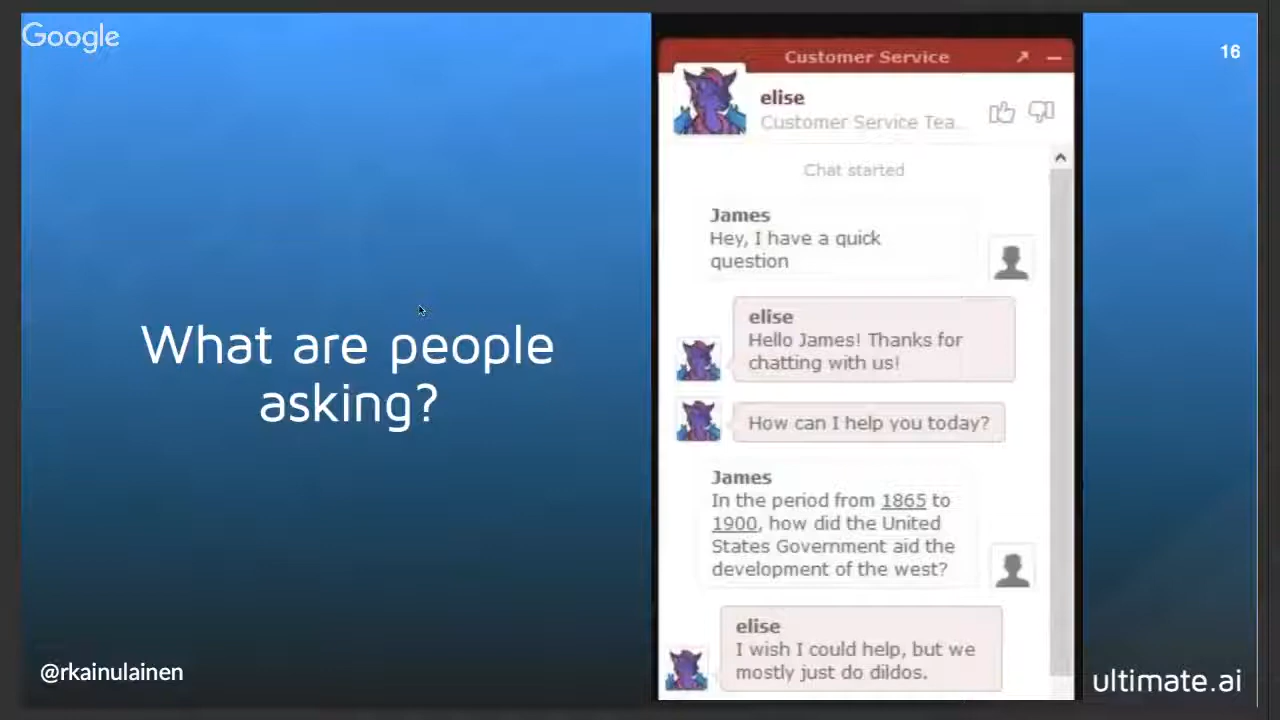 Google
16
What are people
asking?
@rkainulainen
ultimate.ai
Customer Service
elise
Customer Service Tea...
Chat started
James
Hey, I have a quick
question
elise
Hello James! Thanks for
chatting with us!
How can I help you today?
James
In the period from 1865 to
1900, how did the United
States Government aid the
development of the west?
elise
I wish I could help, but we
mostly just do dildos.